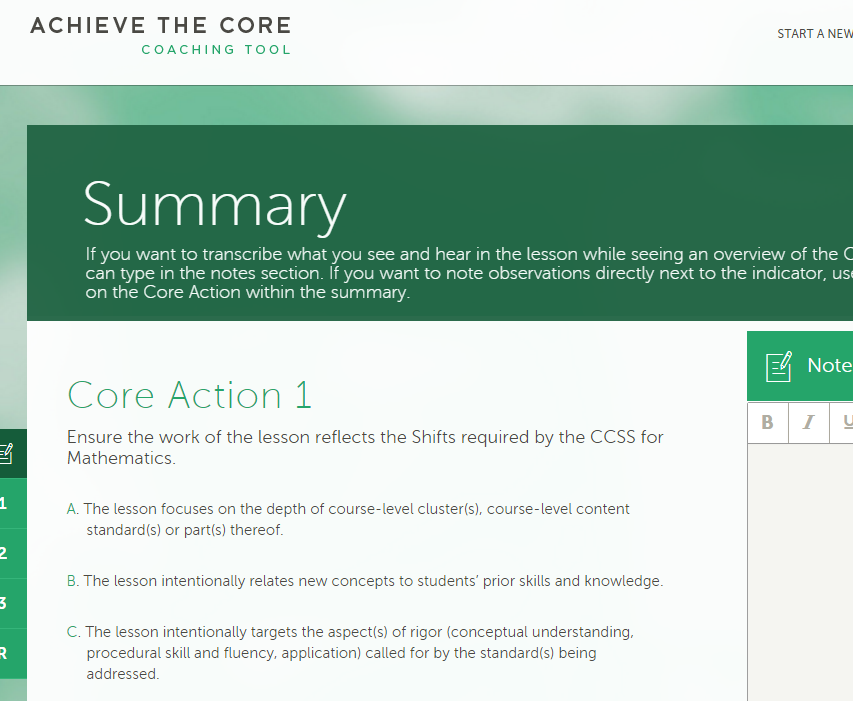 ACHIEVE THE CORE
COACHING TOOL
START A NEW
Summary
If you want to transcribe what you see and hear in the lesson while seeing an overview of the C
can type in the notes section. If you want to note observations directly next to the indicator, use
on the Core Action within the summary.
Core Action 1
Ensure the work of the lesson reflects the Shifts required by the CCSS for
Mathematics.
A. The lesson focuses on the depth of course-level cluster(s), course-level content
standard(s) or part(s) thereof.
B. The lesson intentionally relates new concepts to students’ prior skills and knowledge.
C. The lesson intentionally targets the aspect(s) of rigor (conceptual understanding,
procedural skill and fluency, application) called for by the standard(s) being
addressed.
Note
B I U
1
2
3
R